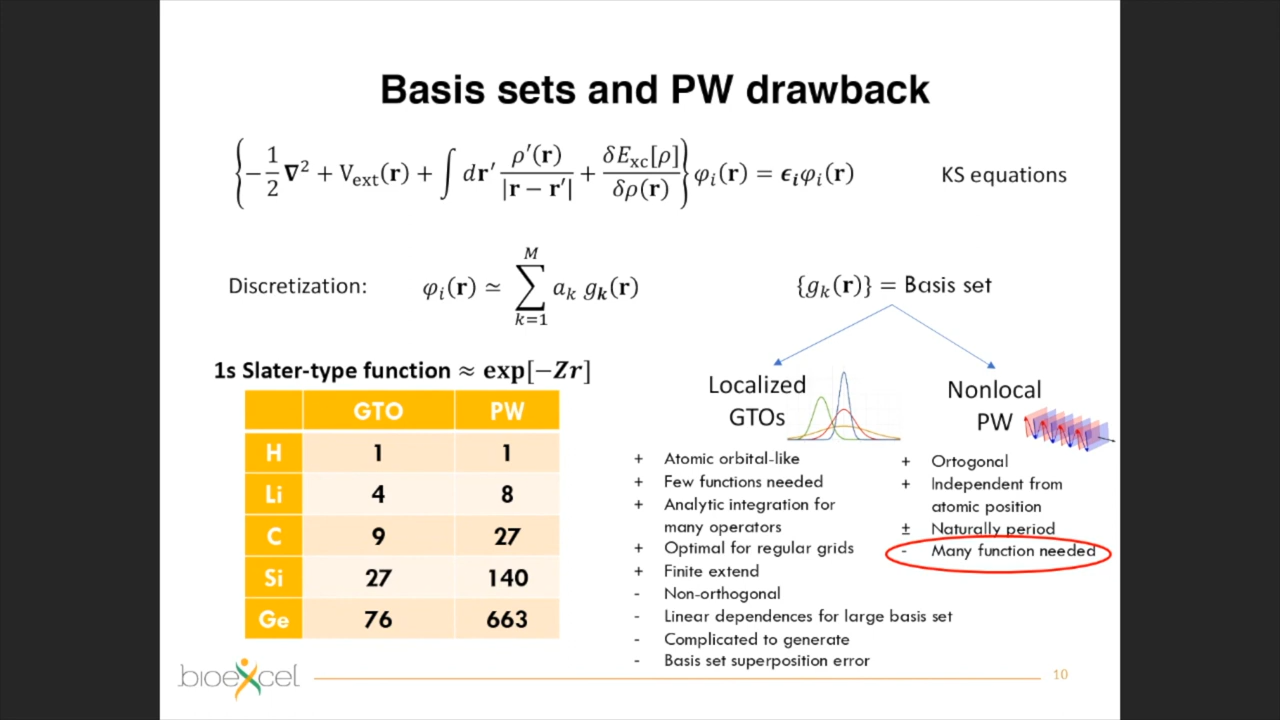 Basis sets and PW drawback
{−1/2 ∇² + V_ext(r) + ∫ dr′ ρ′(r)/|r − r′| + δE_xc[ρ]/δρ(r)} φ_i(r) = ϵ_i φ_i(r)
KS equations
Discretization:
φ_i(r) ≃ ∑_{k=1}^{M} a_k g_k(r)
{g_k(r)} = Basis set
1s Slater-type function ≈ exp[−Zr]
GTO PW
H 1 1
Li 4 8
C 9 27
Si 27 140
Ge 76 663
Localized
GTOs
+ Atomic orbital-like
+ Few functions needed
+ Analytic integration for
many operators
+ Optimal for regular grids
+ Finite extend
- Non-orthogonal
- Linear dependences for large basis set
- Complicated to generate
- Basis set superposition error
Nonlocal
PW
+ Ortogonal
+ Independent from
atomic position
± Naturally period
- Many function needed
bioexcel
10